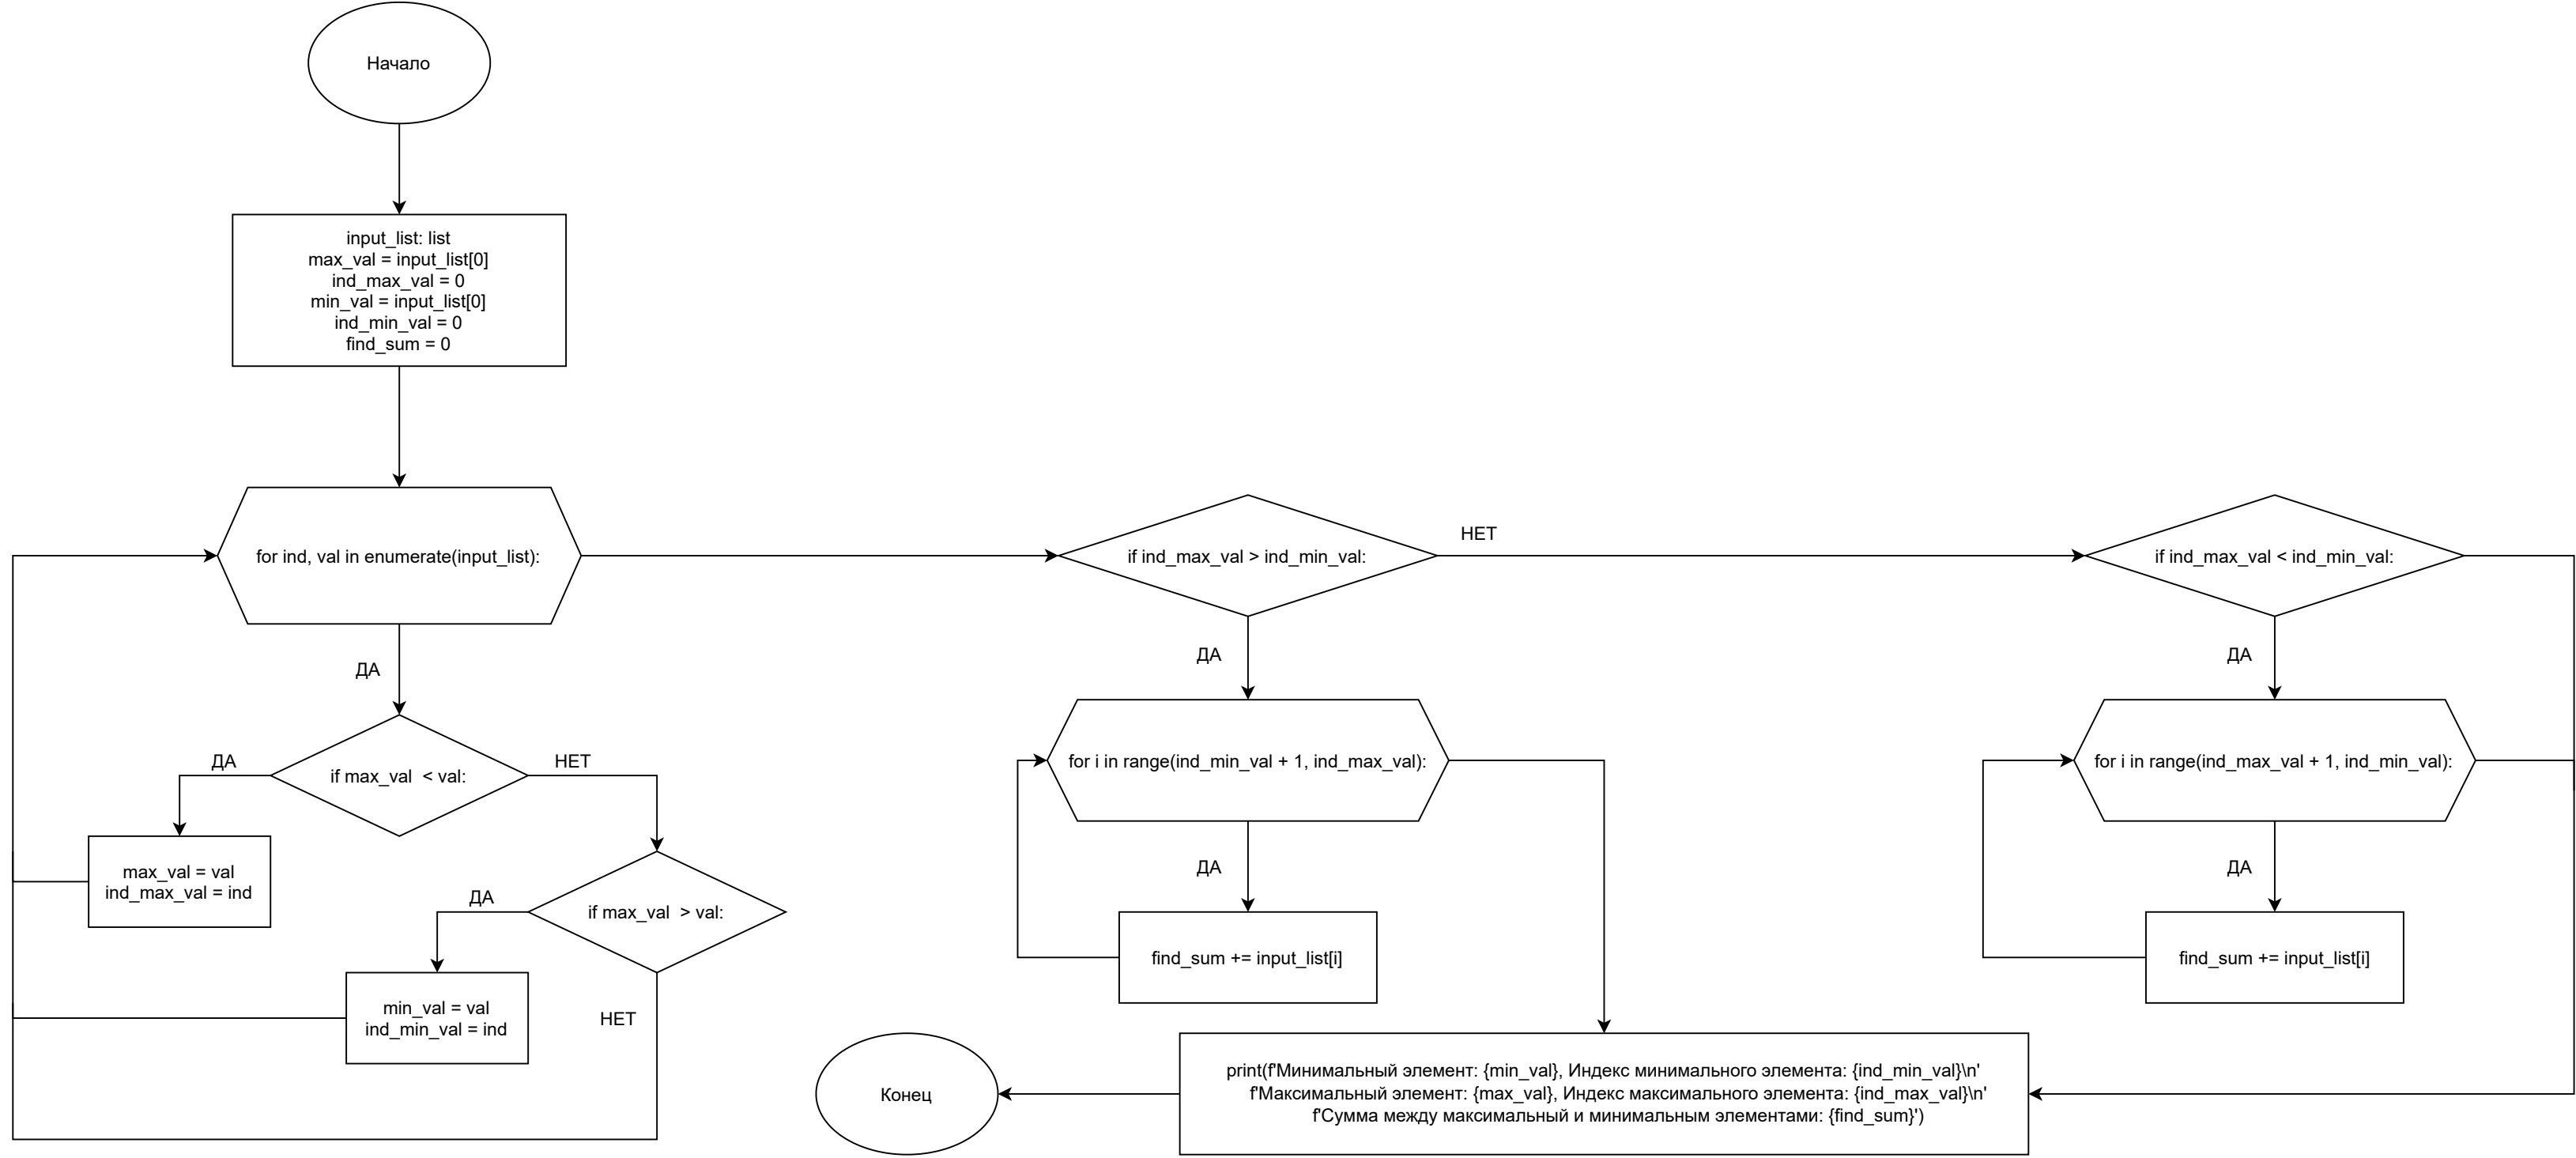 Начало
input_list: list
max_val = input_list[0]
ind_max_val = 0
min_val = input_list[0]
ind_min_val = 0
find_sum = 0
for ind, val in enumerate(input_list):
ДА
if max_val < val:
ДА
НЕТ
max_val = val
ind_max_val = ind
if max_val > val:
ДА
НЕТ
min_val = val
ind_min_val = ind
if ind_max_val > ind_min_val:
НЕТ
ДА
for i in range(ind_min_val + 1, ind_max_val):
ДА
find_sum += input_list[i]
if ind_max_val < ind_min_val:
ДА
for i in range(ind_max_val + 1, ind_min_val):
ДА
find_sum += input_list[i]
print(f'Минимальный элемент: {min_val}, Индекс минимального элемента: {ind_min_val}\n'
f'Максимальный элемент: {max_val}, Индекс максимального элемента: {ind_max_val}\n'
f'Сумма между максимальный и минимальным элементами: {find_sum}')
Конец